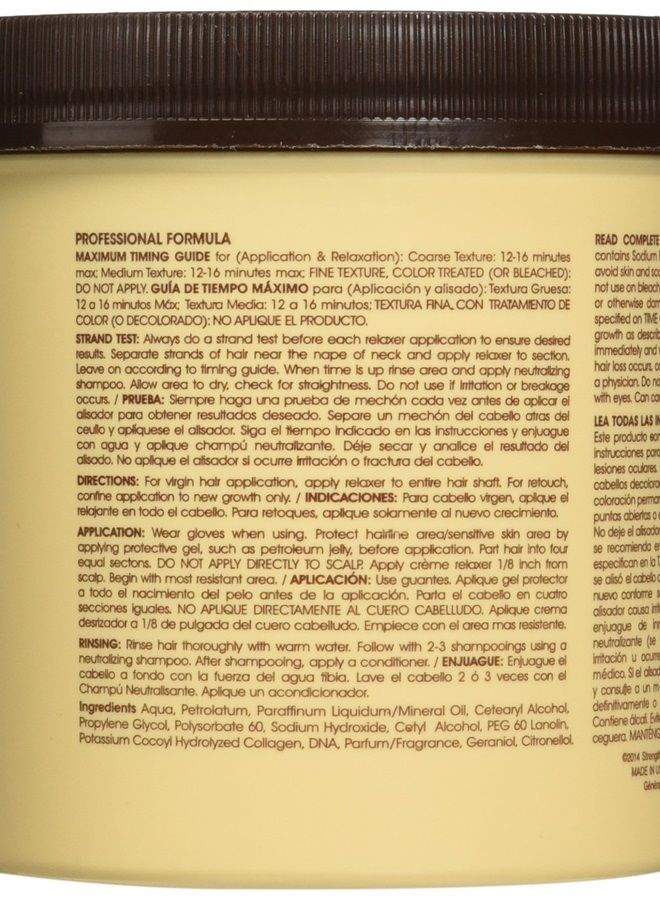 PROFESSIONAL FORMULA
MAXIMUM TIMING GUIDE for (Application & Relaxation): Coarse Texture: 12-16 minutes
max; Medium Texture: 12-16 minutes max; FINE TEXTURE, COLOR TREATED (OR BLEACHED):
DO NOT APPLY. GUÍA DE TIEMPO MÁXIMO para (Aplicación y alisado): Textura Gruesa:
12 a 16 minutos Máx; Textura Media: 12 a 16 minutos; TEXTURA FINA, CON TRATAMIENTO DE
COLOR (O DECOLORADO): NO APLIQUE EL PRODUCTO.
STRAND TEST: Always do a strand test before each relaxer application to ensure desired
results. Separate strands of hair near the nape of neck and apply relaxer to section.
Leave on according to timing guide. When time is up rinse area and apply neutralizing
shampoo. Allow area to dry, check for straightness. Do not use if irritation or breakage
occurs. / PRUEBA: Siempre haga una prueba de mechón cada vez antes de aplicar el
alisador para obtener resultados deseado. Separe un mechón del cabello atras del
cuello y aplíquese el alisador. Siga el tiempo indicado en las instrucciones y enjuague
con agua y aplique champú neutralizante. Déje secar y analice el resultado del
alisado. No aplique el alisador si ocurre irritación o fractura del cabello.
DIRECTIONS: For virgin hair application, apply relaxer to entire hair shaft. For retouch,
confine application to new growth only. / INDICACIONES: Para cabello virgen, aplique el
relajante en todo el cabello. Para retoques, aplique solamente al nuevo crecimiento.
APPLICATION: Wear gloves when using. Protect hairline area/sensitive skin area by
applying protective gel, such as petroleum jelly, before application. Part hair into four
equal sectons. DO NOT APPLY DIRECTLY TO SCALP. Apply crème relaxer 1/8 inch from
scalp. Begin with most resistant area. / APLICACIÓN: Use guantes. Aplique gel protector
a todo el nacimiento del pelo antes de la aplicación. Parta el cabello en cuatro
secciones iguales. NO APLIQUE DIRECTAMENTE AL CUERO CABELLUDO. Aplique crema
desrizador a 1/8 de pulgada del cuero cabelludo. Empiece con el area mas resistente.
RINSING: Rinse hair thoroughly with warm water. Follow with 2-3 shampooings using a
neutralizing shampoo. After shampooing, apply a conditioner. / ENJUAGUE: Enjuague el
cabello a fondo con la fuerza del agua tibia. Lave el cabello 2 ó 3 veces con el
Champú Neutralisante. Aplique un acondicionador.
Ingredients Aqua, Petrolatum, Paraffinum Liquidum/Mineral Oil, Cetearyl Alcohol,
Propylene Glycol, Polysorbate 60, Sodium Hydroxide, Cetyl Alcohol, PEG 60 Lanolin,
Potassium Cocoyl Hydrolyzed Collagen, DNA, Parfum/Fragrance, Geraniol, Citronellol.
READ COMPLETE
contains Sodium
avoid skin and
not use on
or otherwise
specified on TIME
growth as
immediately and
hair loss occurs,
a physician. Do
with eyes. Can
LEA TODAS LAS
Este producto
instrucciones para
lesiones oculares.
cabellos
coloración
puntas abiertas o
No deje el alisador
se recomienda
especifican en la
se alisó el cabello
nuevo conforme
alisador causa
enjuague de
neutralizante (se
irritación u
médico. Si el
y consulte a un
definitivamente o
Contiene álcali.
ceguera.
©2014
MADE IN